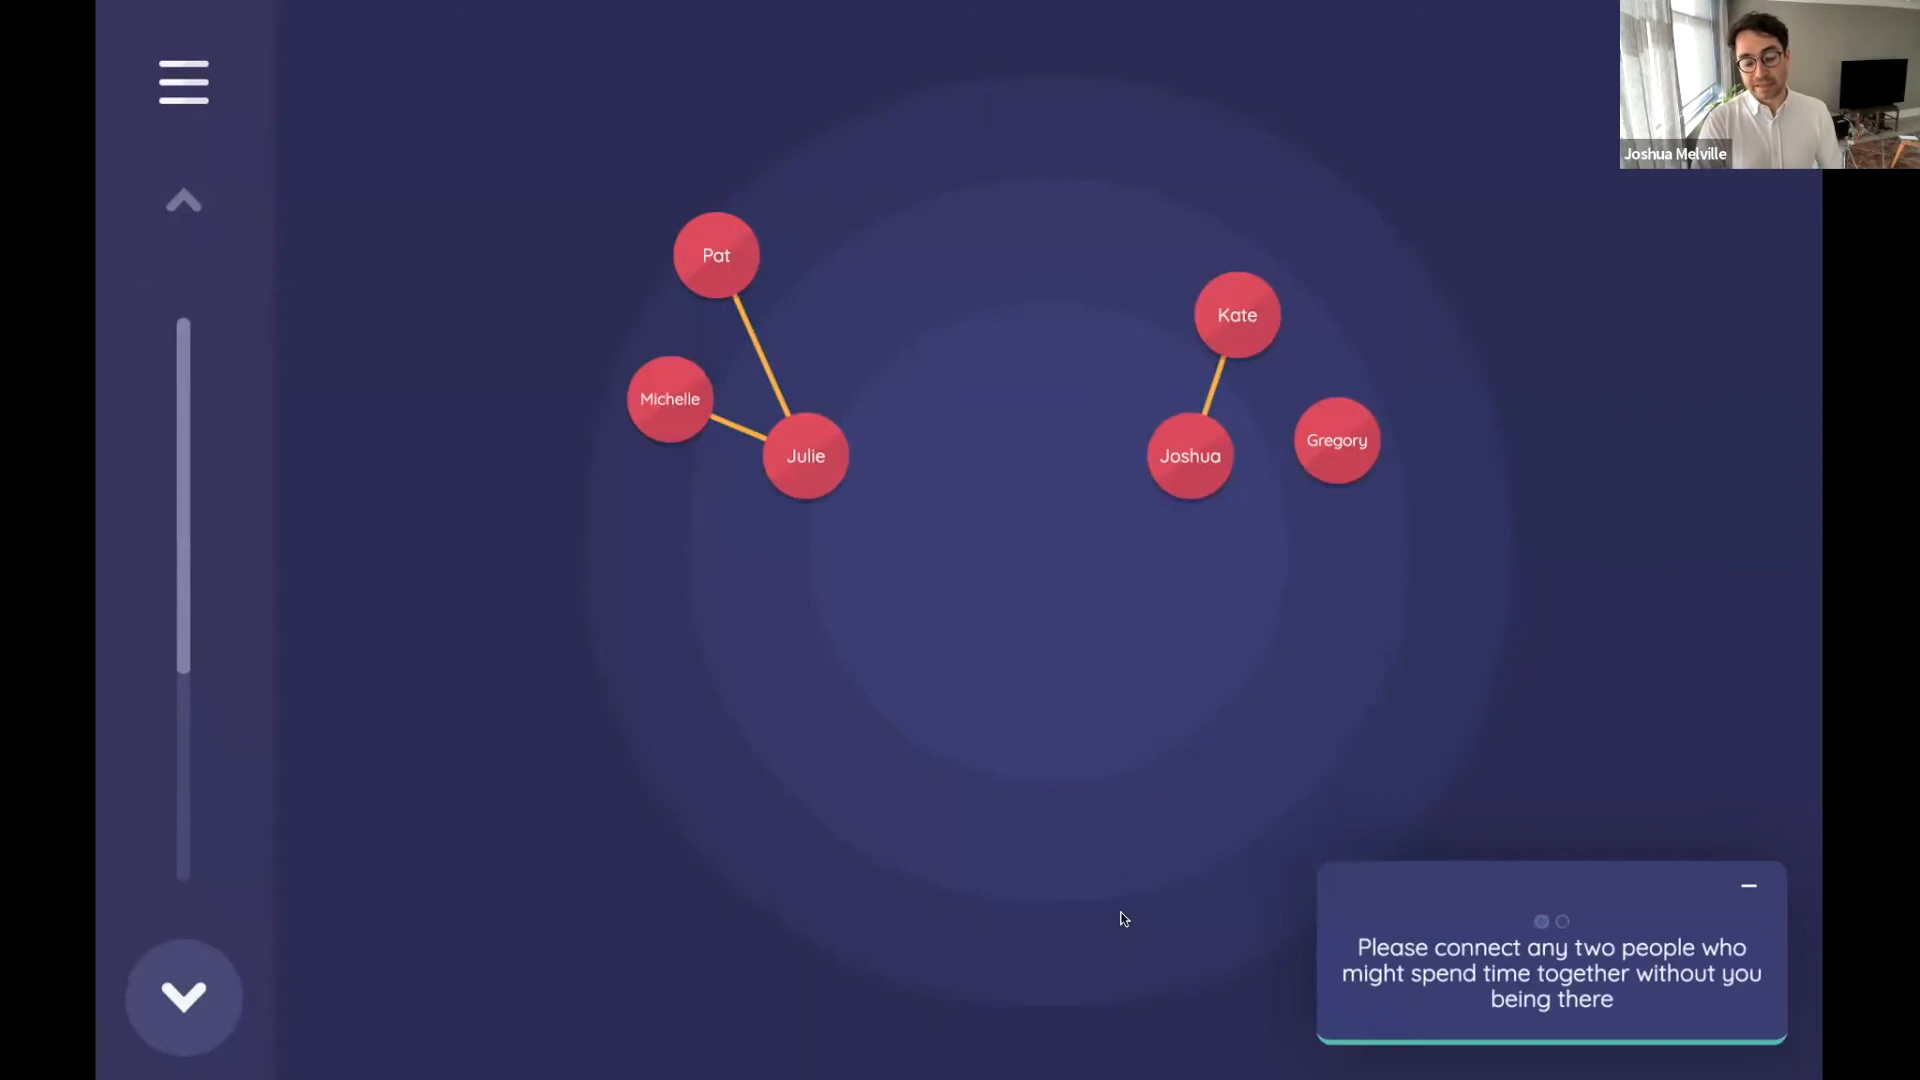 Joshua Melville
Pat
Kate
Michelle
Gregory
Julie
Joshua
Please connect any two people who
might spend time together without you
being there